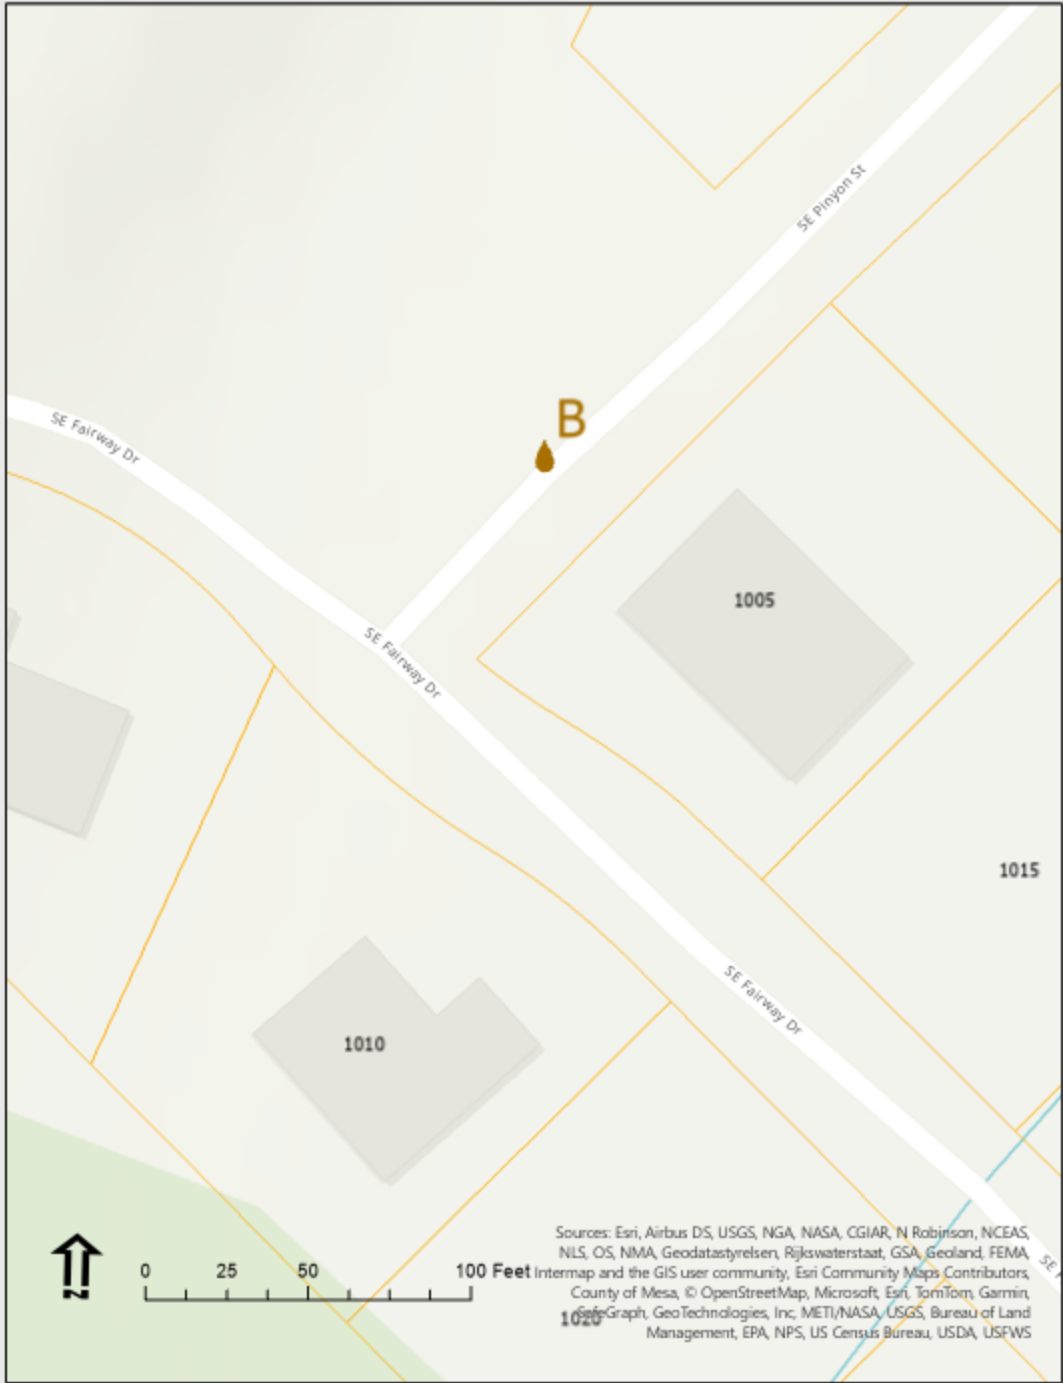 SE Pinyon St
B
SE Fairway Dr
1005
SE Fairway Dr
1015
SE Fairway Dr
1010
Sources: Esri, Airbus DS, USGS, NGA, NASA, CGIAR, N Robinson, NCEAS,
NLS, OS, NMA, Geodatastyrelsen, Rijkswaterstaat, GSA, Geoland, FEMA,
Intermap and the GIS user community, Esri Community Maps Contributors,
County of Mesa, © OpenStreetMap, Microsoft, Esri, TomTom, Garmin,
SafeGraph, GeoTechnologies, Inc, METI/NASA, USGS, Bureau of Land
Management, EPA, NPS, US Census Bureau, USDA, USFWS
SE
N
0 25 50 100 Feet
1020